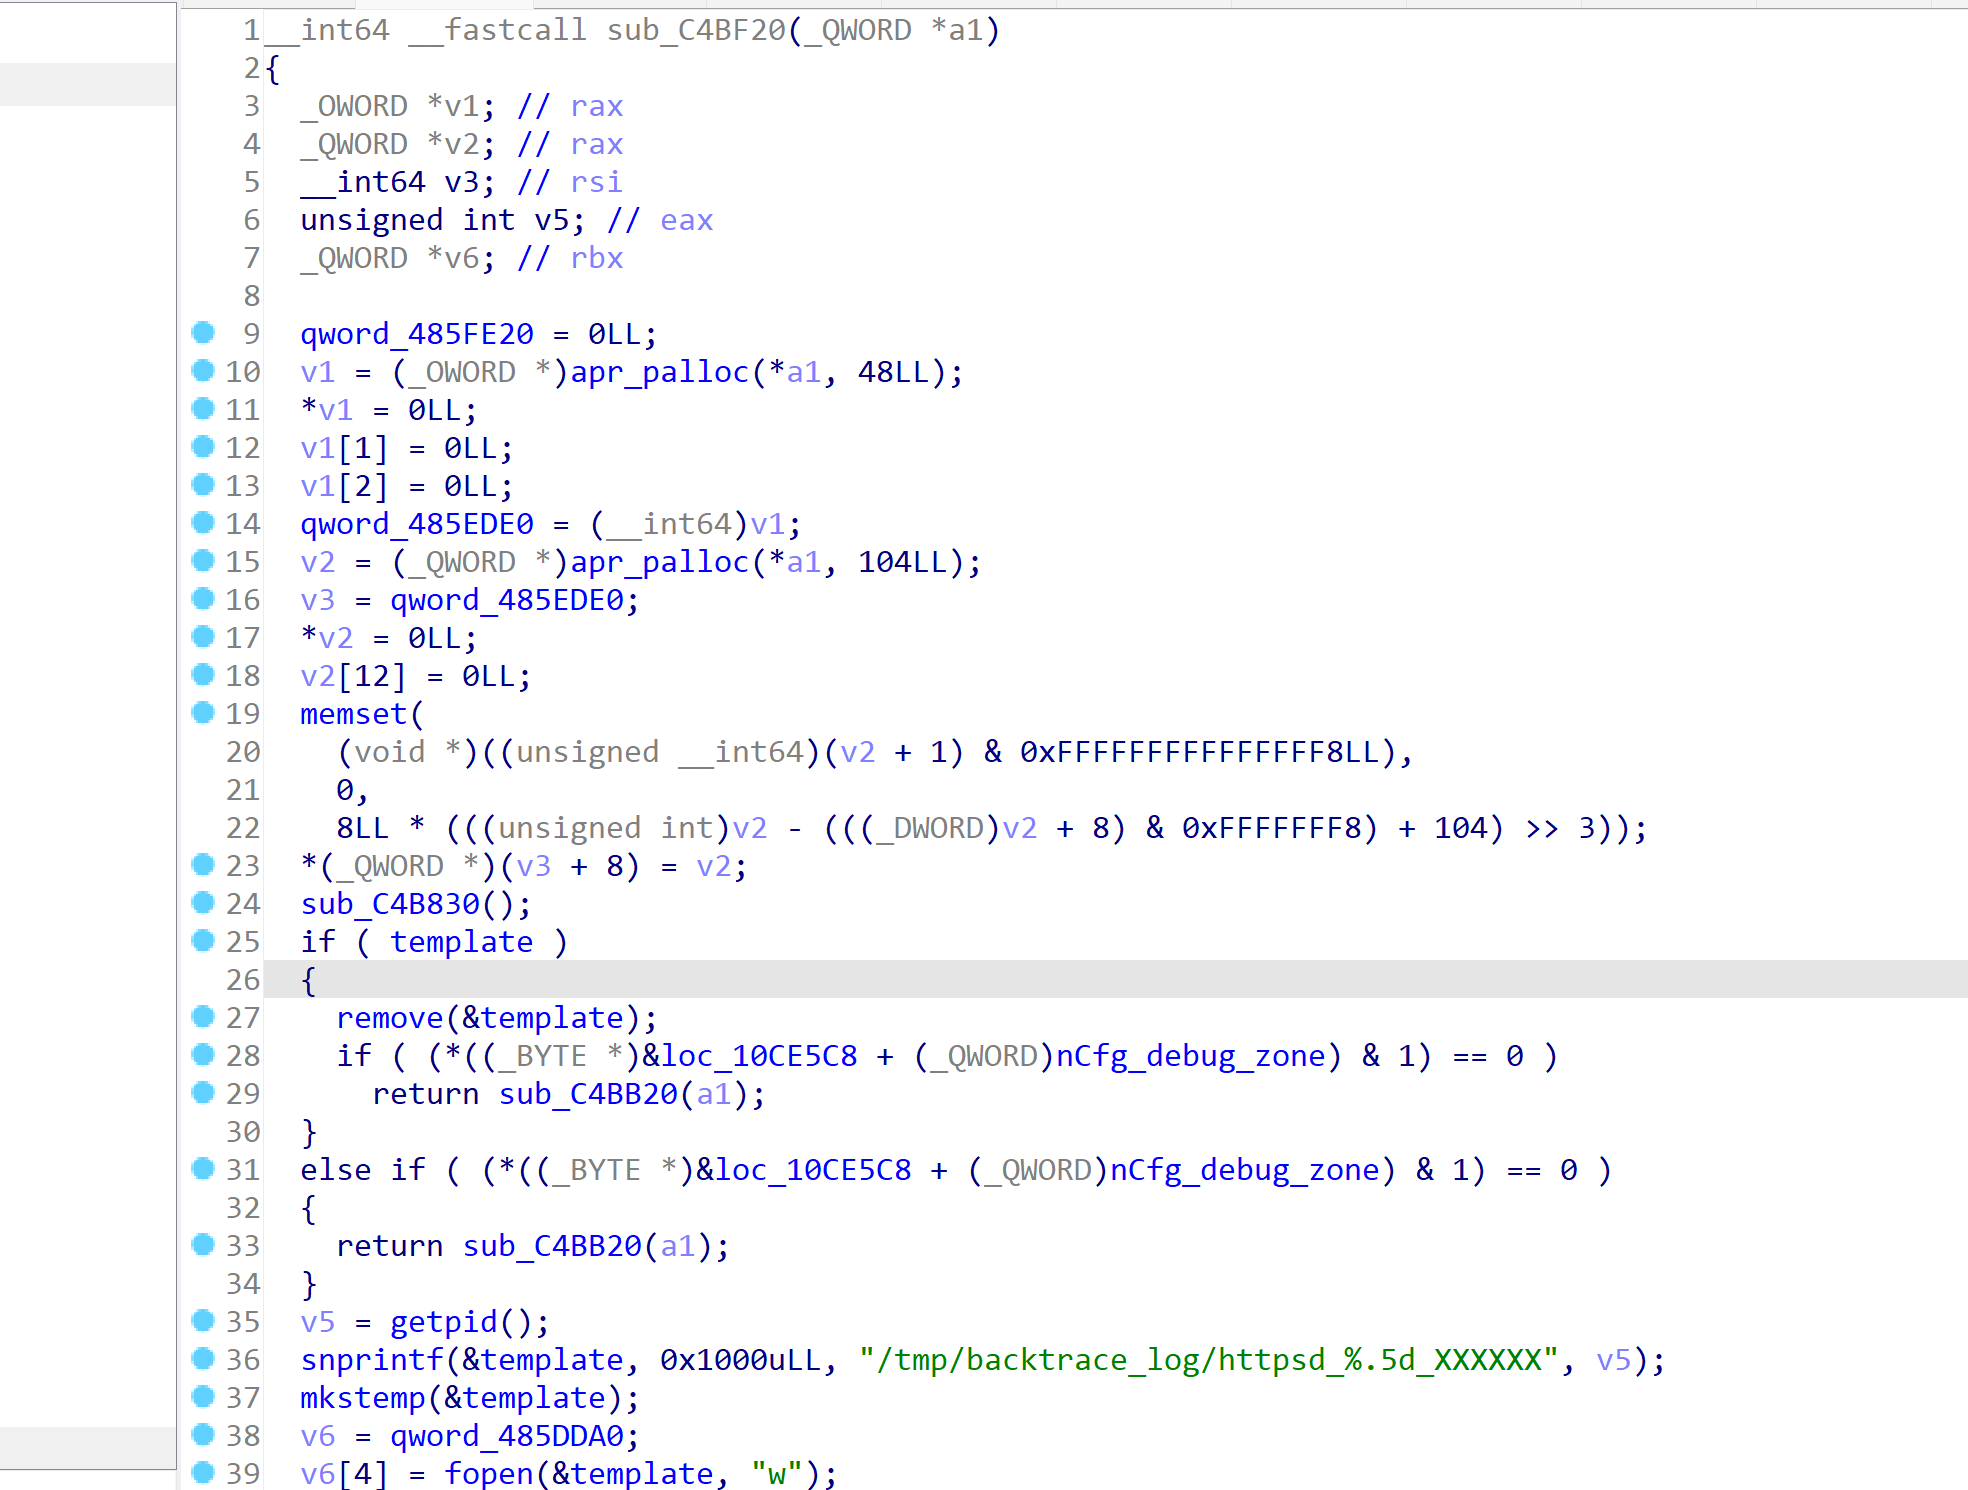 1 __int64 __fastcall sub_C4BF20(_QWORD *a1)
2 {
3   _OWORD *v1; // rax
4   _QWORD *v2; // rax
5   __int64 v3; // rsi
6   unsigned int v5; // eax
7   _QWORD *v6; // rbx
8
9   qword_485FE20 = 0LL;
10   v1 = (_OWORD *)apr_palloc(*a1, 48LL);
11   *v1 = 0LL;
12   v1[1] = 0LL;
13   v1[2] = 0LL;
14   qword_485EDE0 = (__int64)v1;
15   v2 = (_QWORD *)apr_palloc(*a1, 104LL);
16   v3 = qword_485EDE0;
17   *v2 = 0LL;
18   v2[12] = 0LL;
19   memset(
20     (void *)((unsigned __int64)(v2 + 1) & 0xFFFFFFFFFFFFFFF8LL),
21     0,
22     8LL * (((unsigned int)v2 - (((_DWORD)v2 + 8) & 0xFFFFFFF8) + 104) >> 3));
23   *(_QWORD *)(v3 + 8) = v2;
24   sub_C4B830();
25   if ( template )
26   {
27     remove(&template);
28     if ( (*((_BYTE *)&loc_10CE5C8 + (_QWORD)nCfg_debug_zone) & 1) == 0 )
29       return sub_C4BB20(a1);
30   }
31   else if ( (*((_BYTE *)&loc_10CE5C8 + (_QWORD)nCfg_debug_zone) & 1) == 0 )
32   {
33     return sub_C4BB20(a1);
34   }
35   v5 = getpid();
36   snprintf(&template, 0x1000uLL, "/tmp/backtrace_log/httpsd_%.5d_XXXXXX", v5);
37   mkstemp(&template);
38   v6 = qword_485DDA0;
39   v6[4] = fopen(&template, "w");